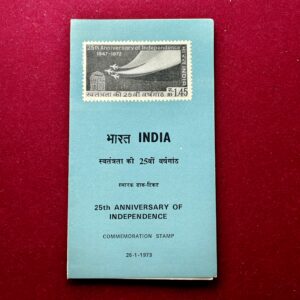 25th Anniversary of Independence
1947-1972
भारत INDIA
1.45
स्वतंत्रता की 25वीं वर्षगांठ
भारत INDIA
स्वतंत्रता की 25वीं वर्षगांठ
स्मारक डाक-टिकट
25TH ANNIVERSARY OF
INDEPENDENCE
COMMEMORATION STAMP
26-1-1973